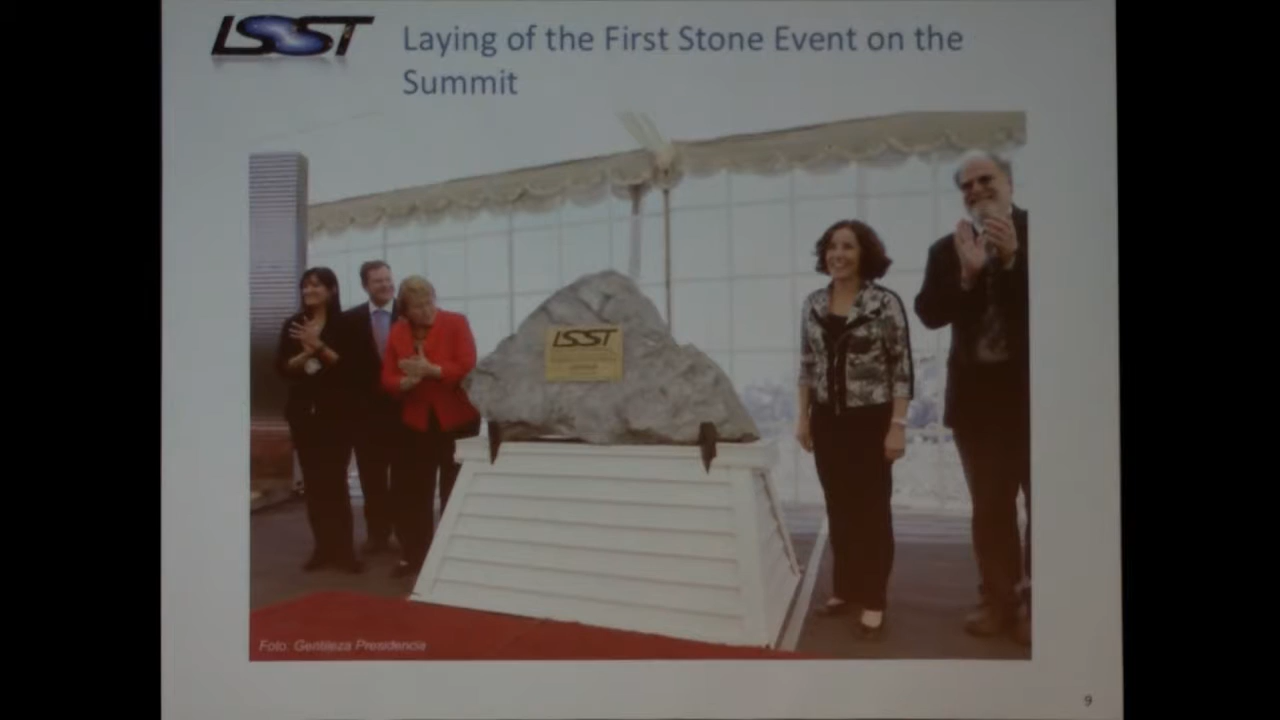 LSST
Laying of the First Stone Event on the
Summit
LSST
Foto: Gentileza Presidencia
9